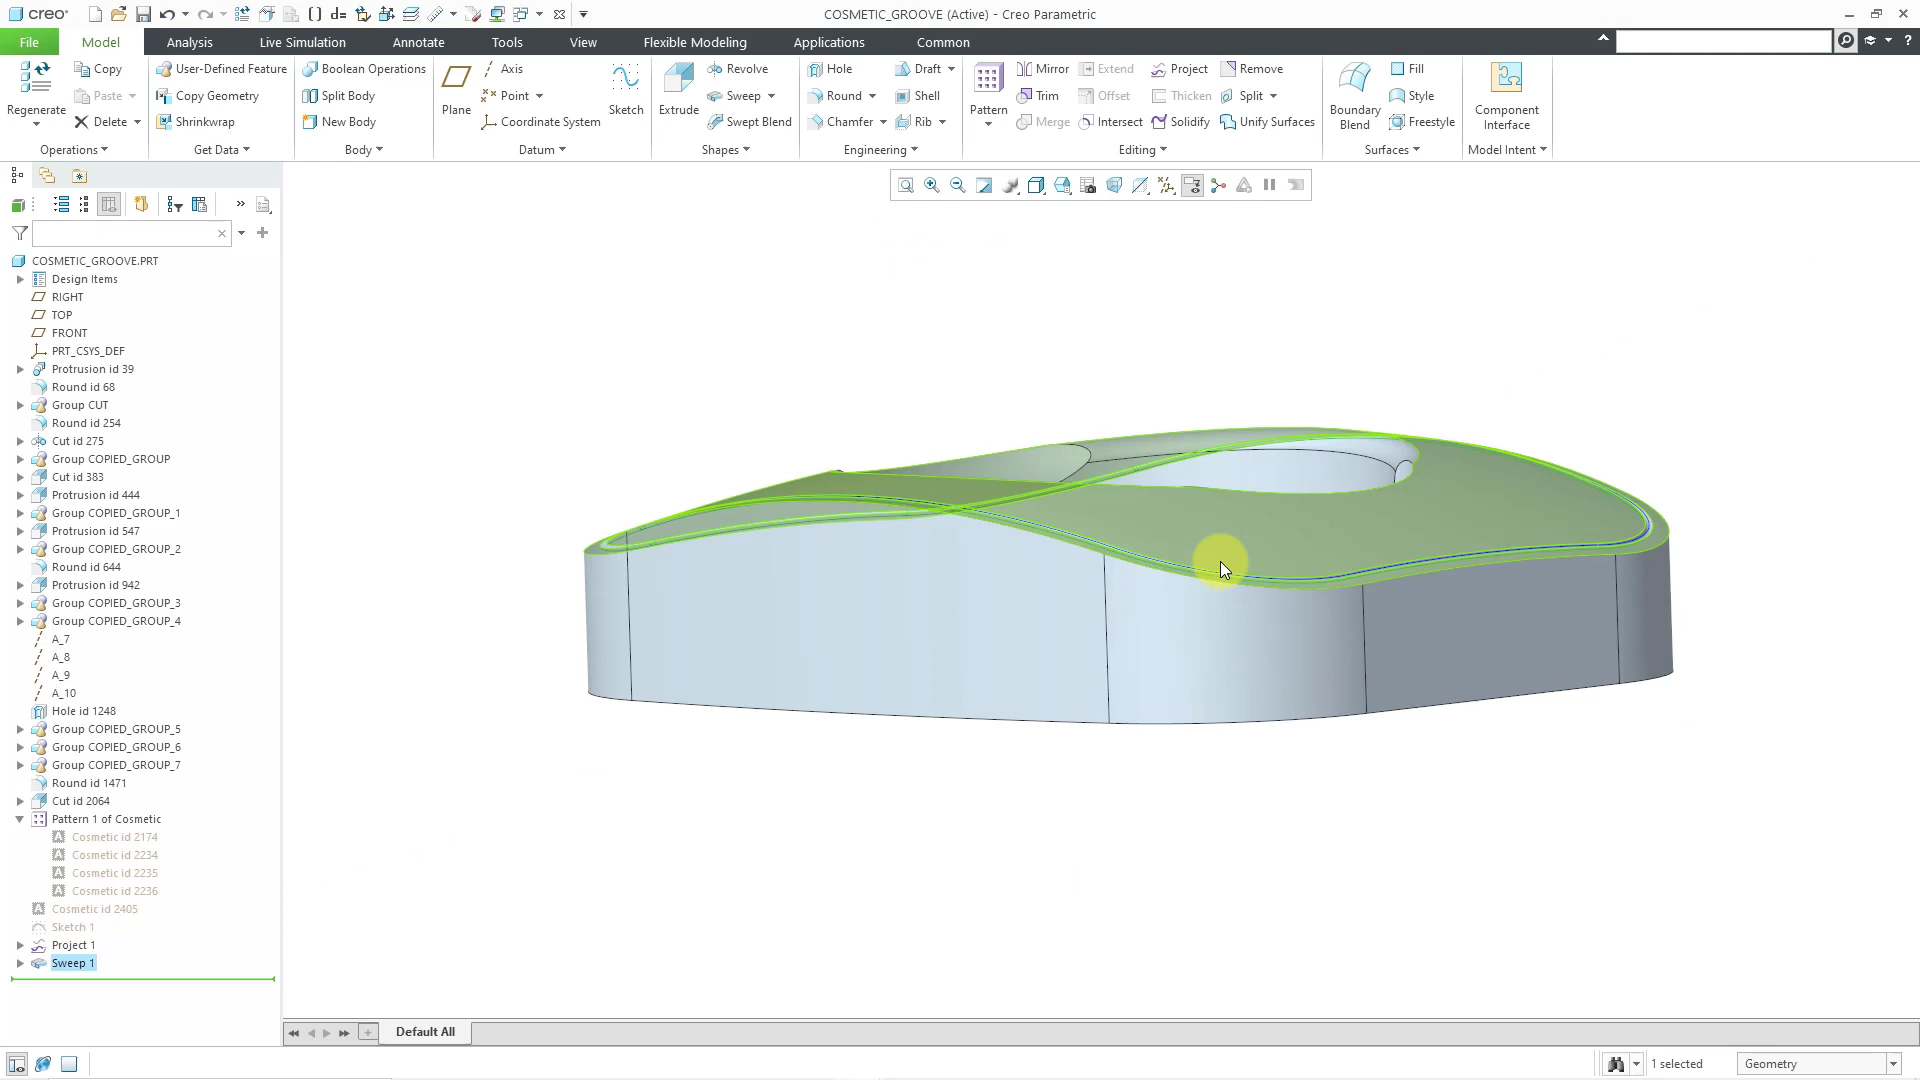 creo
COSMETIC_GROOVE (Active) - Creo Parametric
File Model Analysis Live Simulation Annotate Tools View Flexible Modeling Applications Common
Regenerate
Copy
Paste
Delete
Operations
User-Defined Feature
Copy Geometry
Shrinkwrap
Get Data
Boolean Operations
Split Body
New Body
Body
Plane
Axis
Point
Coordinate System
Sketch
Datum
Extrude
Revolve
Sweep
Swept Blend
Shapes
Hole
Round
Chamfer
Draft
Shell
Rib
Engineering
Pattern
Mirror
Trim
Merge
Extend
Offset
Intersect
Project
Thicken
Solidify
Remove
Split
Unify Surfaces
Editing
Boundary
Blend
Fill
Style
Freestyle
Surfaces
Component
Interface
Model Intent
COSMETIC_GROOVE.PRT
Design Items
RIGHT
TOP
FRONT
PRT_CSYS_DEF
Protrusion id 39
Round id 68
Group CUT
Round id 254
Cut id 275
Group COPIED_GROUP
Cut id 383
Protrusion id 444
Group COPIED_GROUP_1
Protrusion id 547
Group COPIED_GROUP_2
Round id 644
Protrusion id 942
Group COPIED_GROUP_3
Group COPIED_GROUP_4
A_7
A_8
A_9
A_10
Hole id 1248
Group COPIED_GROUP_5
Group COPIED_GROUP_6
Group COPIED_GROUP_7
Round id 1471
Cut id 2064
Pattern 1 of Cosmetic
Cosmetic id 2174
Cosmetic id 2234
Cosmetic id 2235
Cosmetic id 2236
Cosmetic id 2405
Sketch 1
Project 1
Sweep 1
Default All
1 selected
Geometry